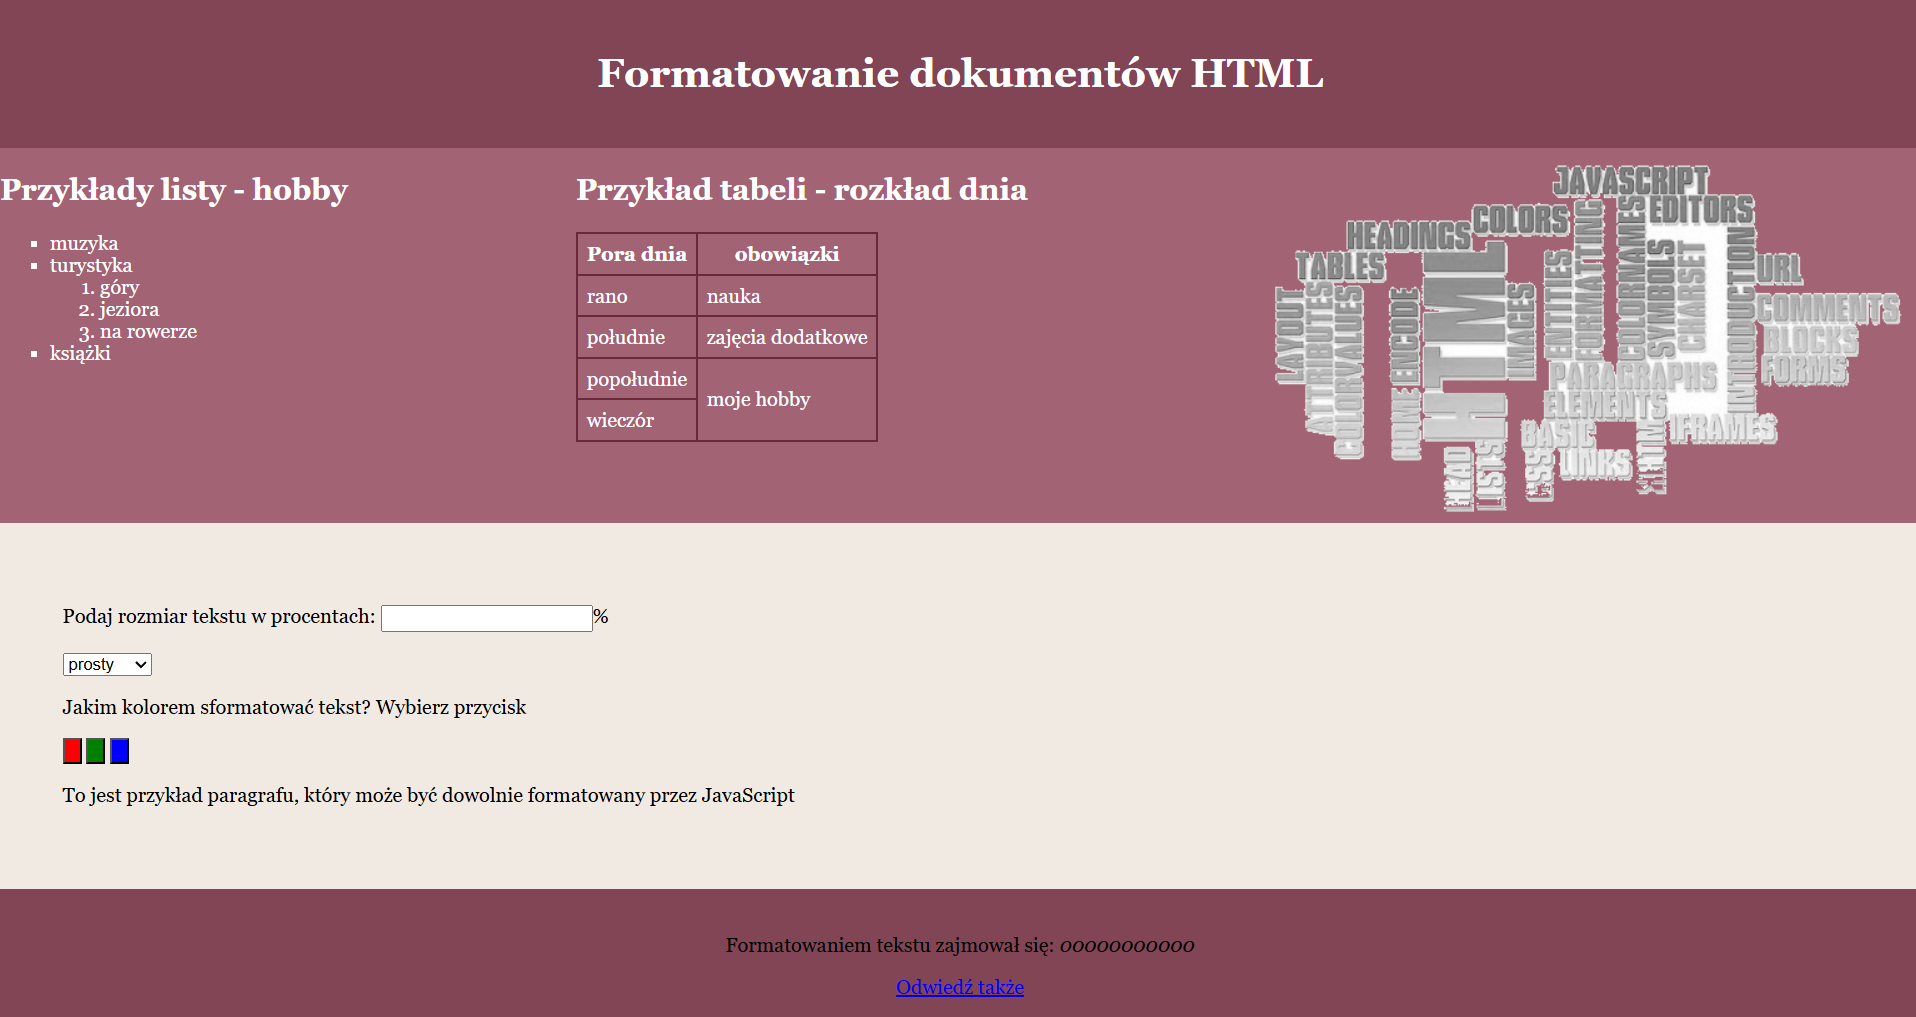 Formatowanie dokumentów HTML
Przykłady listy - hobby
muzyka
turystyka
1. góry
2. jeziora
3. na rowerze
książki
Przykład tabeli - rozkład dnia
Pora dnia obowiązki
rano nauka
południe zajęcia dodatkowe
popołudnie moje hobby
wieczór
JAVASCRIPT
EDITORS
COLORS
HEADINGS
TABLES
LAYOUT
ATTRIBUTES
COLORVALUES
HOME
ENCODE
HTML
IMAGES
ENTITIES
FORMATTING
COLORNAMES
SYMBOLS
CHARSET
INTRODUCTION
URL
COMMENTS
BLOCKS
FORMS
PARAGRAPHS
ELEMENTS
BASIC
LINKS
CSS
XHTML
IFRAMES
HEAD
LISTS
Podaj rozmiar tekstu w procentach: %
prosty
Jakim kolorem sformatować tekst? Wybierz przycisk
To jest przykład paragrafu, który może być dowolnie formatowany przez JavaScript
Formatowaniem tekstu zajmował się: 00000000000
Odwiedź także